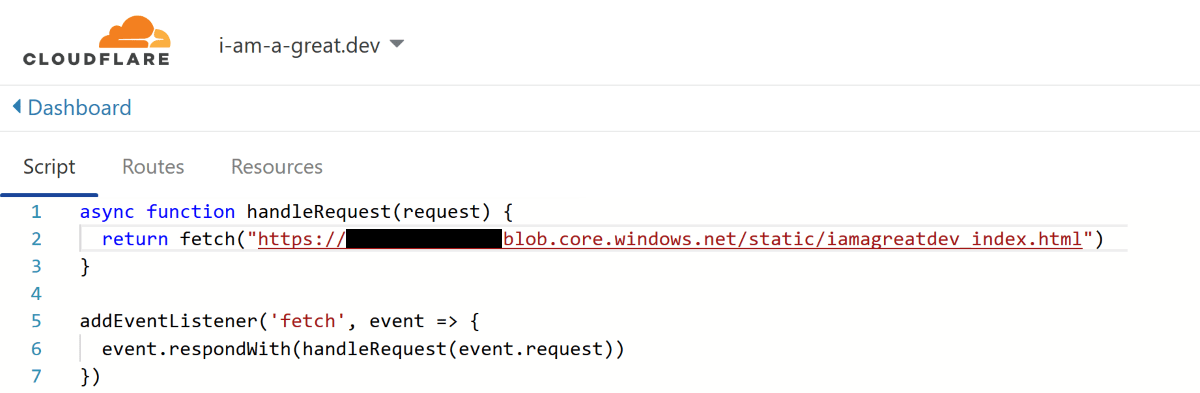 CLOUDFLARE
i-am-a-great.dev
Dashboard
Script Routes Resources
1 async function handleRequest(request) {
2 return fetch("https://blob.core.windows.net/static/iamagreatdev_index.html")
3 }
4
5 addEventListener('fetch', event => {
6 event.respondWith(handleRequest(event.request))
7 })